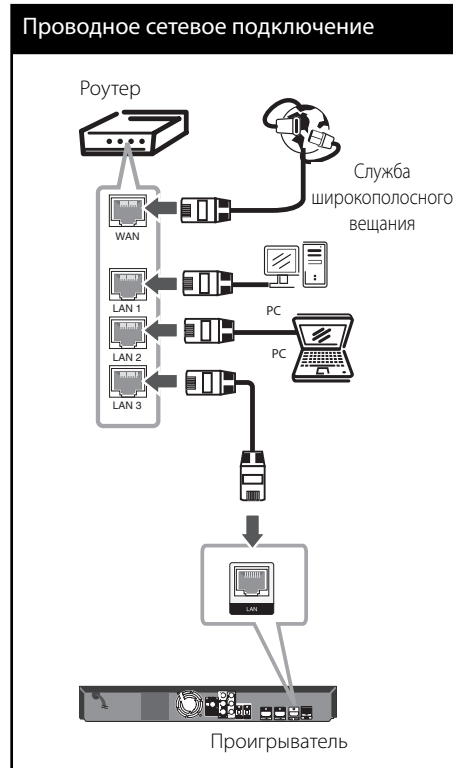 Проводное сетевое подключение
Роутер
Служба
широкополосного
вещания
WAN
LAN 1
PC
LAN 2
PC
LAN 3
LAN
Проигрыватель